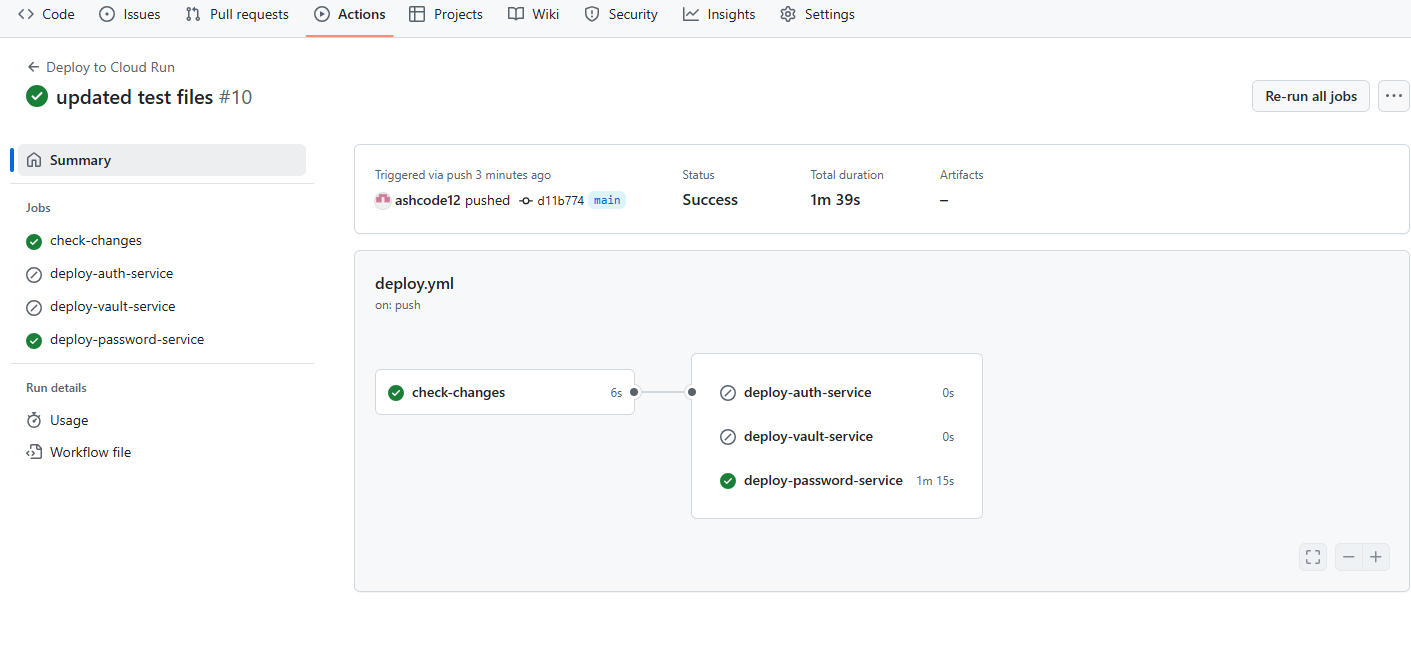 Code Issues Pull requests Actions Projects Wiki Security Insights Settings
Deploy to Cloud Run
updated test files #10
Re-run all jobs
Summary
Jobs
check-changes
deploy-auth-service
deploy-vault-service
deploy-password-service
Run details
Usage
Workflow file
Triggered via push 3 minutes ago
ashcode12 pushed d11b774 main
Status
Success
Total duration
1m 39s
Artifacts
–
deploy.yml
on: push
check-changes 6s
deploy-auth-service 0s
deploy-vault-service 0s
deploy-password-service 1m 15s